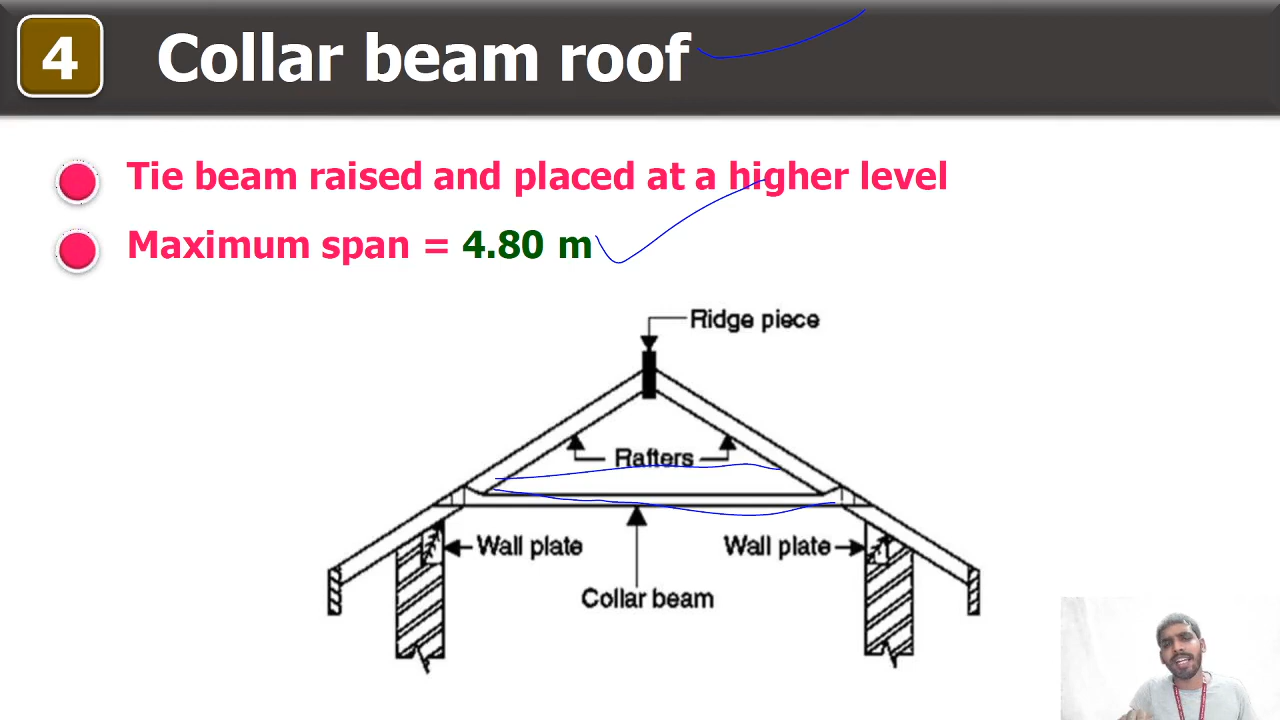 4 Collar beam roof
Tie beam raised and placed at a higher level
Maximum span = 4.80 m
Ridge piece
Rafters
Wall plate
Wall plate
Collar beam